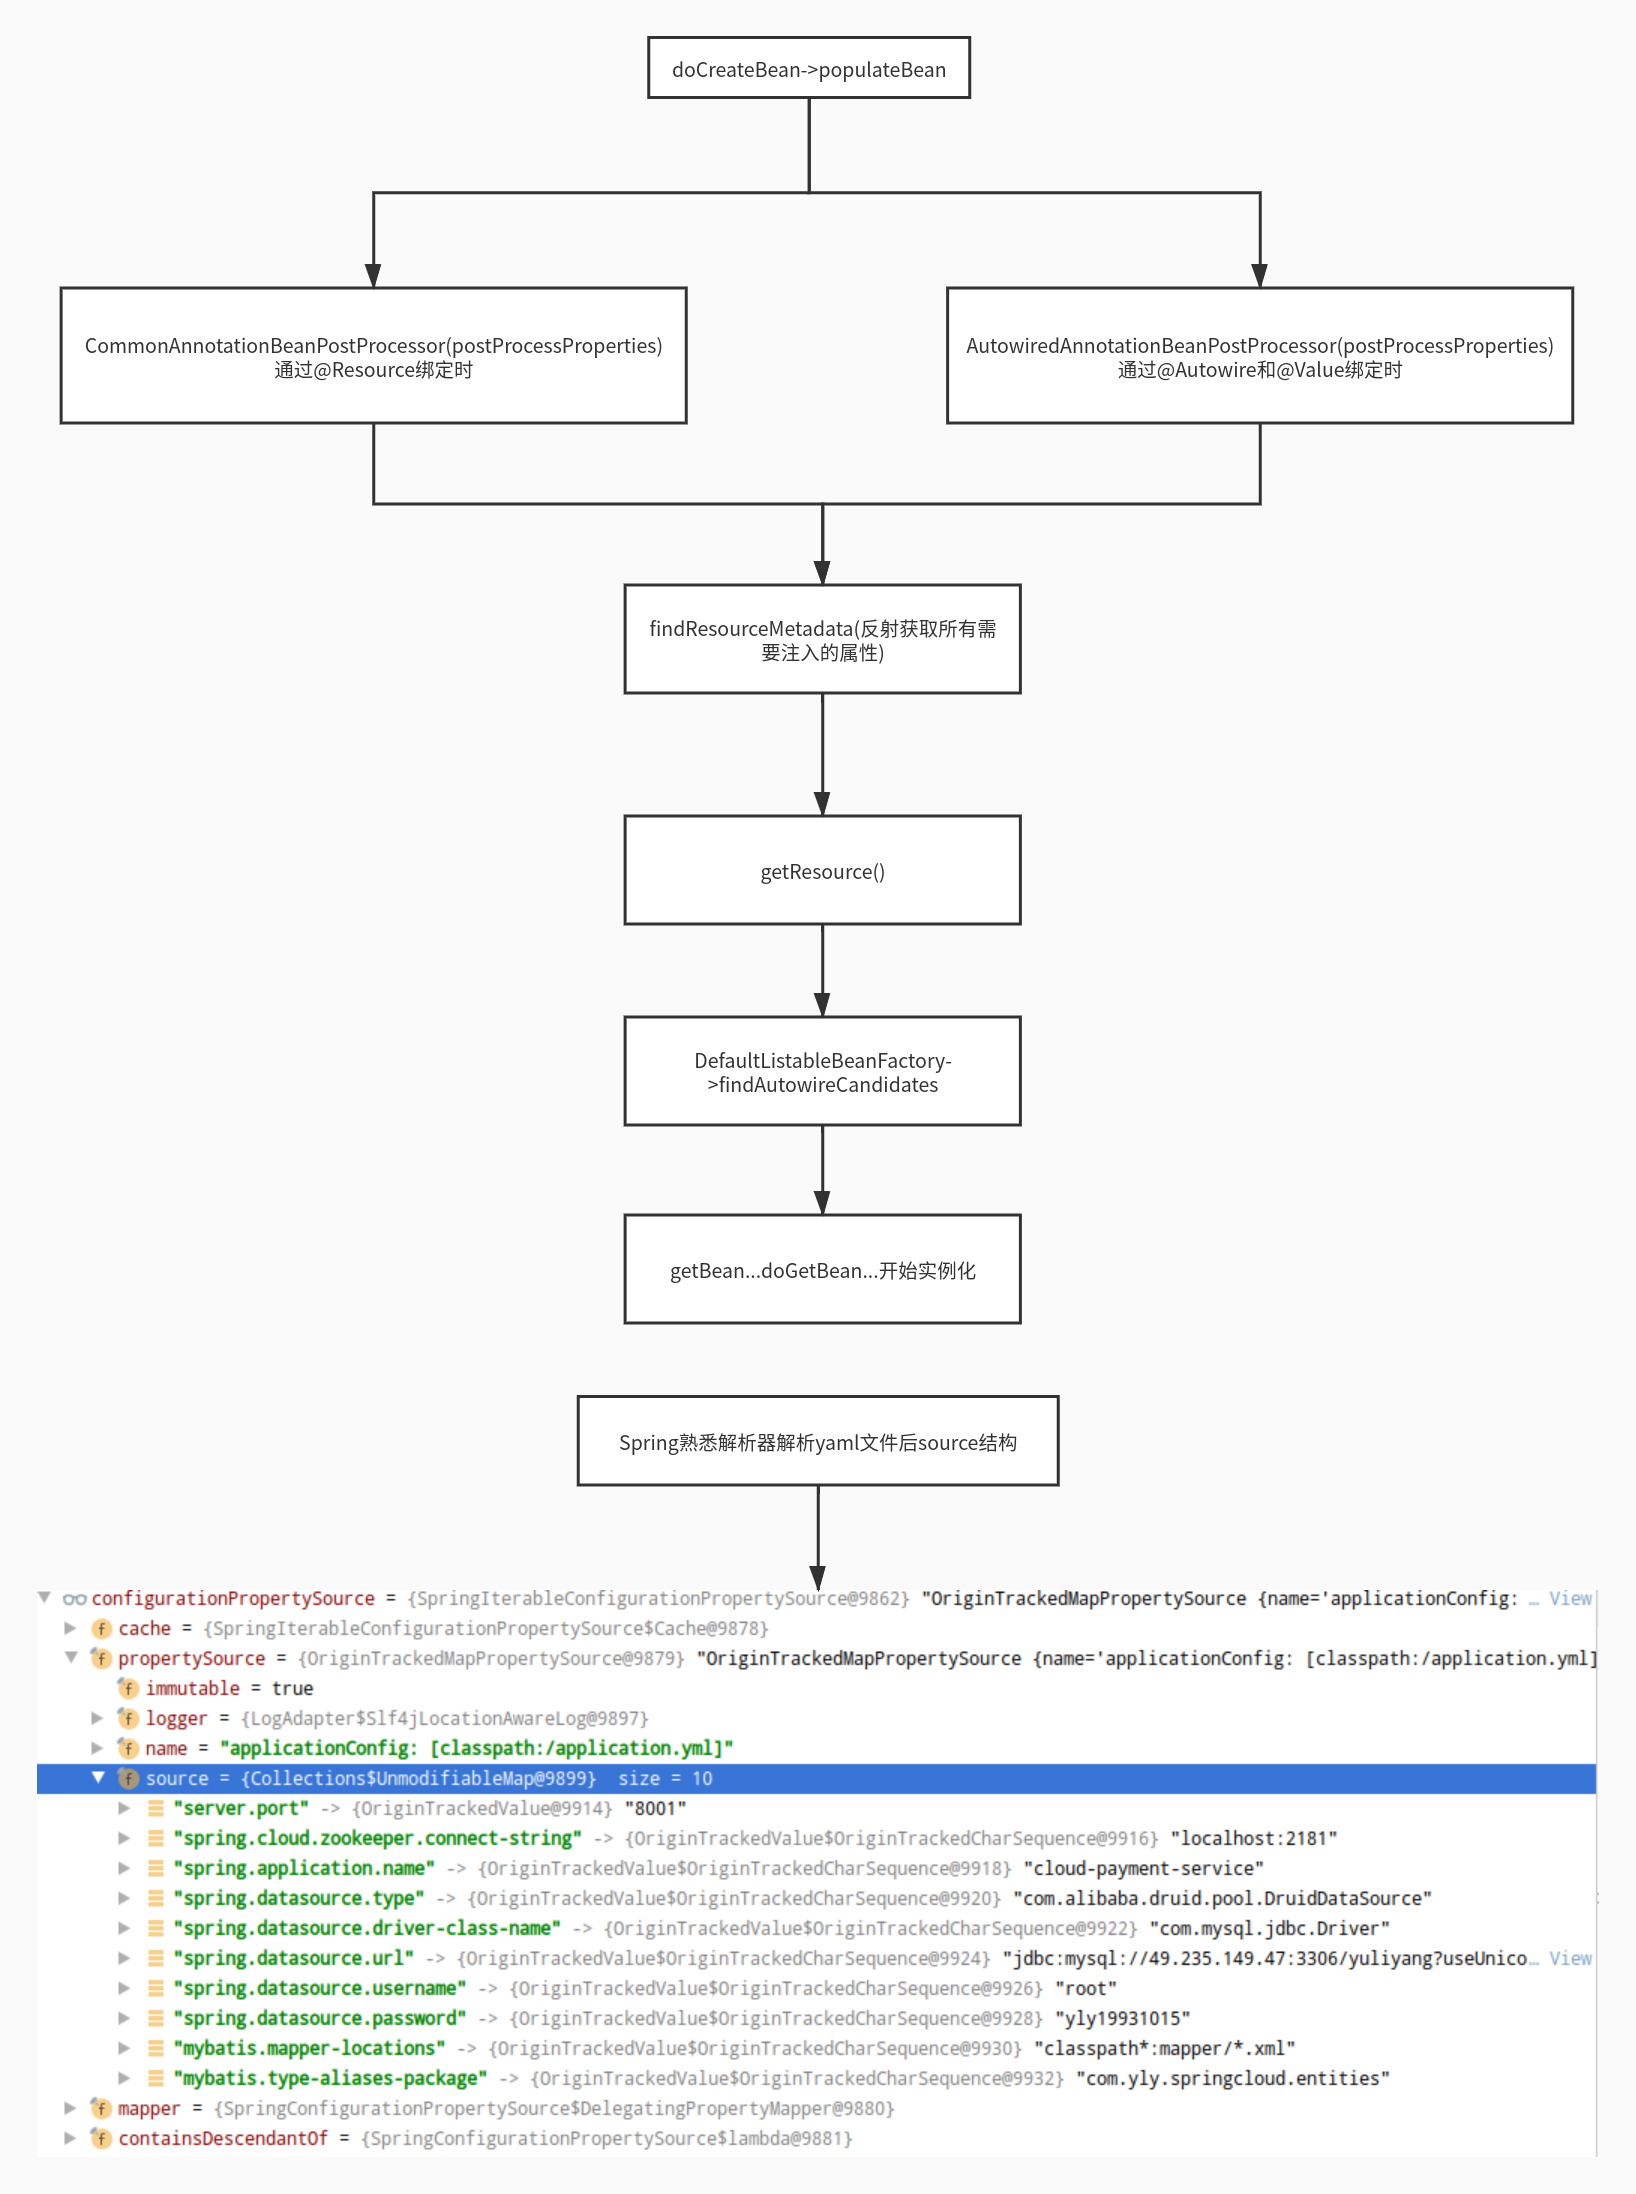 doCreateBean->populateBean
CommonAnnotationBeanPostProcessor(postProcessProperties)
通过@Resource绑定时
AutowiredAnnotationBeanPostProcessor(postProcessProperties)
通过@Autowire和@Value绑定时
findResourceMetadata(反射获取所有需
要注入的属性)
getResource()
DefaultListableBeanFactory-
>findAutowireCandidates
getBean...doGetBean...开始实例化
Spring熟悉解析器解析yaml文件后source结构
configurationPropertySource = {SpringIterableConfigurationPropertySource@9862} "OriginTrackedMapPropertySource {name='applicationConfig: … View
cache = {SpringIterableConfigurationPropertySource$Cache@9878}
propertySource = {OriginTrackedMapPropertySource@9879} "OriginTrackedMapPropertySource {name='applicationConfig: [classpath:/application.yml]
immutable = true
logger = {LogAdapter$Slf4jLocationAwareLog@9897}
name = "applicationConfig: [classpath:/application.yml]"
source = {Collections$UnmodifiableMap@9899} size = 10
"server.port" -> {OriginTrackedValue@9914} "8001"
"spring.cloud.zookeeper.connect-string" -> {OriginTrackedValue$OriginTrackedCharSequence@9916} "localhost:2181"
"spring.application.name" -> {OriginTrackedValue$OriginTrackedCharSequence@9918} "cloud-payment-service"
"spring.datasource.type" -> {OriginTrackedValue$OriginTrackedCharSequence@9920} "com.alibaba.druid.pool.DruidDataSource"
"spring.datasource.driver-class-name" -> {OriginTrackedValue$OriginTrackedCharSequence@9922} "com.mysql.jdbc.Driver"
"spring.datasource.url" -> {OriginTrackedValue$OriginTrackedCharSequence@9924} "jdbc:mysql://49.235.149.47:3306/yuliyang?useUnico… View
"spring.datasource.username" -> {OriginTrackedValue$OriginTrackedCharSequence@9926} "root"
"spring.datasource.password" -> {OriginTrackedValue$OriginTrackedCharSequence@9928} "yly19931015"
"mybatis.mapper-locations" -> {OriginTrackedValue$OriginTrackedCharSequence@9930} "classpath*:mapper/*.xml"
"mybatis.type-aliases-package" -> {OriginTrackedValue$OriginTrackedCharSequence@9932} "com.yly.springcloud.entities"
mapper = {SpringConfigurationPropertySource$DelegatingPropertyMapper@9880}
containsDescendantOf = {SpringConfigurationPropertySource$lambda@9881}